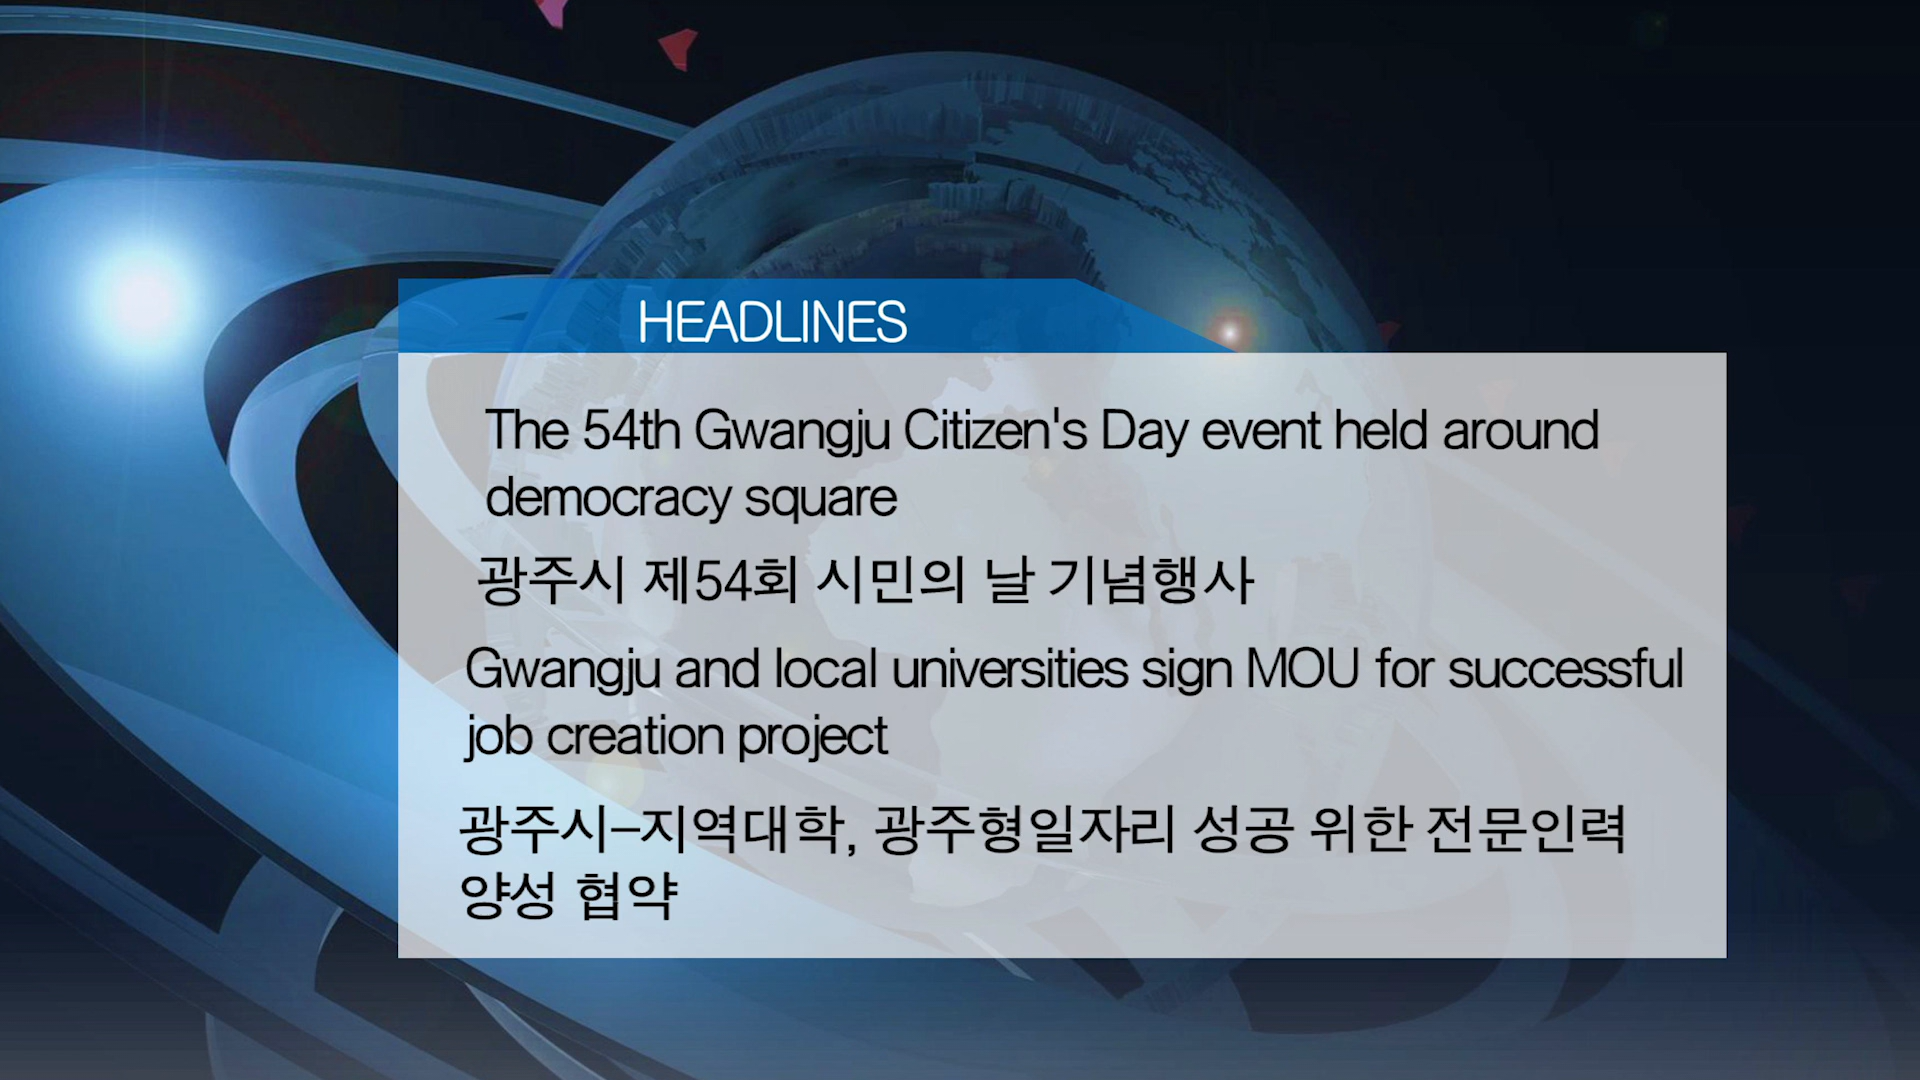 HEADLINES
The 54th Gwangju Citizen's Day event held around
democracy square
광주시 제54회 시민의 날 기념행사
Gwangju and local universities sign MOU for successful
job creation project
광주시-지역대학, 광주형일자리 성공 위한 전문인력
양성 협약